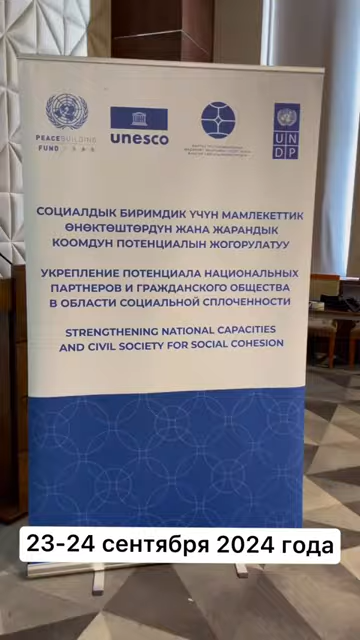 PEACEBUILDING
FUND
unesco
U N
D P
СОЦИАЛДЫК БИРИМДИК ҮЧҮН МАМЛЕКЕТТИК
ӨНӨКТӨШТӨРДҮН ЖАНА ЖАРАНДЫК
КООМДУН ПОТЕНЦИАЛЫН ЖОГОРУЛАТУУ
УКРЕПЛЕНИЕ ПОТЕНЦИАЛА НАЦИОНАЛЬНЫХ
ПАРТНЕРОВ И ГРАЖДАНСКОГО ОБЩЕСТВА
В ОБЛАСТИ СОЦИАЛЬНОЙ СПЛОЧЕННОСТИ
STRENGTHENING NATIONAL CAPACITIES
AND CIVIL SOCIETY FOR SOCIAL COHESION
23-24 сентября 2024 года